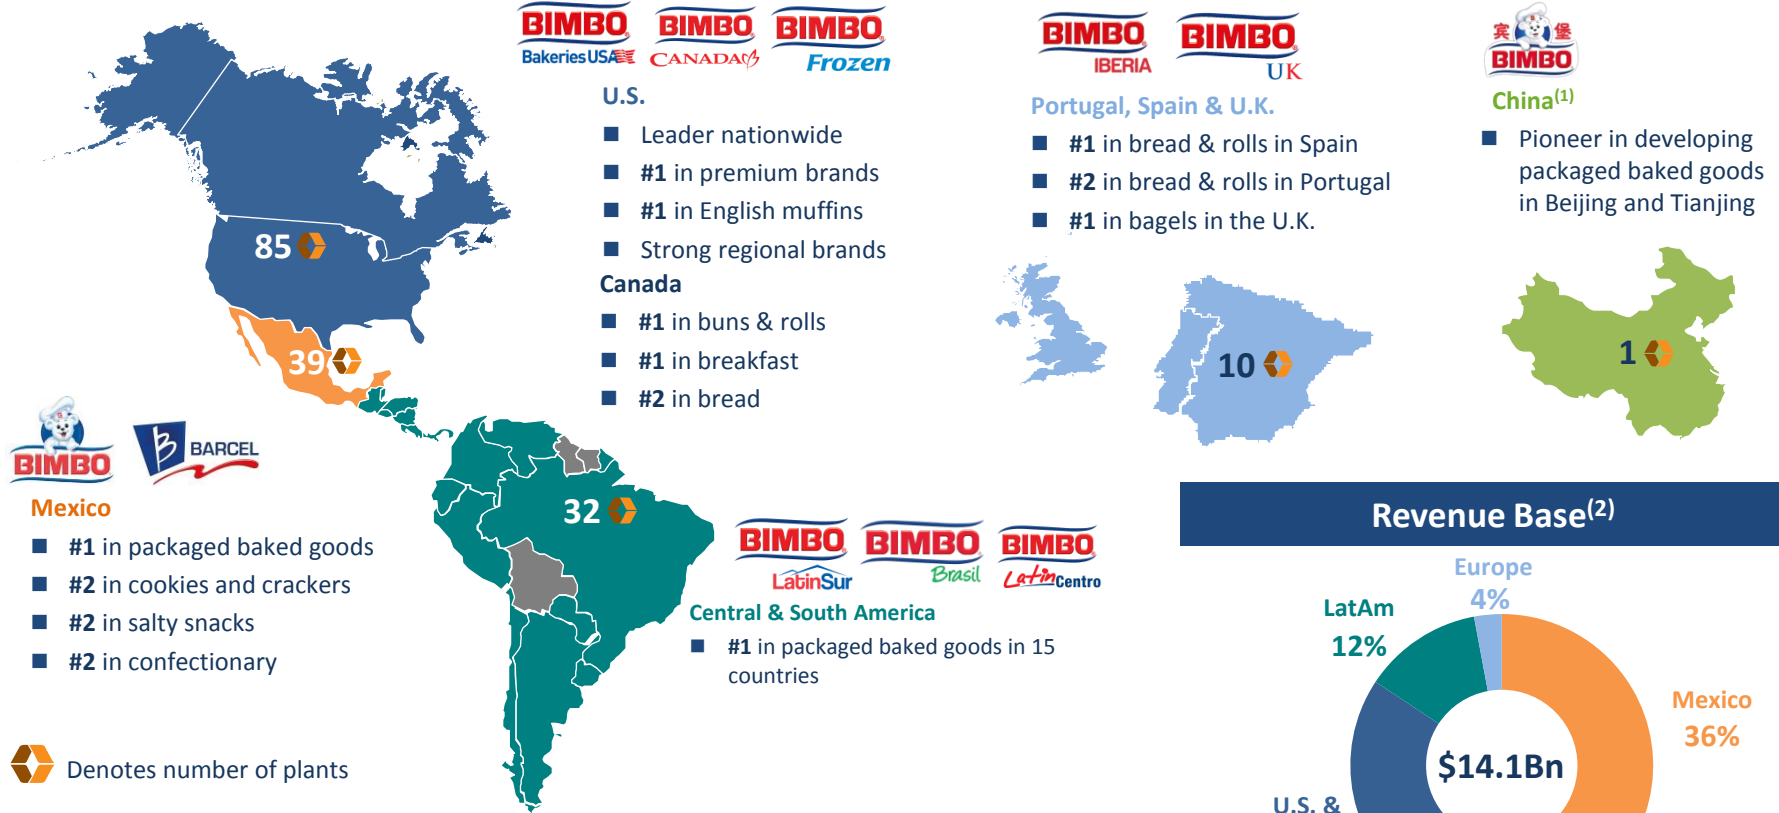 BIMBO
Bakeries USA
BIMBO
CANADA
BIMBO
Frozen
U.S.
Leader nationwide
#1 in premium brands
#1 in English muffins
Strong regional brands
Canada
#1 in buns & rolls
#1 in breakfast
#2 in bread
BIMBO
IBERIA
BIMBO
UK
Portugal, Spain & U.K.
#1 in bread & rolls in Spain
#2 in bread & rolls in Portugal
#1 in bagels in the U.K.
宾 堡
BIMBO
China(1)
Pioneer in developing
packaged baked goods
in Beijing and Tianjing
85
39
10
1
32
BIMBO
BARCEL
Mexico
#1 in packaged baked goods
#2 in cookies and crackers
#2 in salty snacks
#2 in confectionary
BIMBO
LatinSur
BIMBO
Brasil
BIMBO
Latin Centro
Central & South America
#1 in packaged baked goods in 15
countries
Denotes number of plants
Revenue Base(2)
Europe
4%
LatAm
12%
Mexico
36%
$14.1Bn
U.S. &